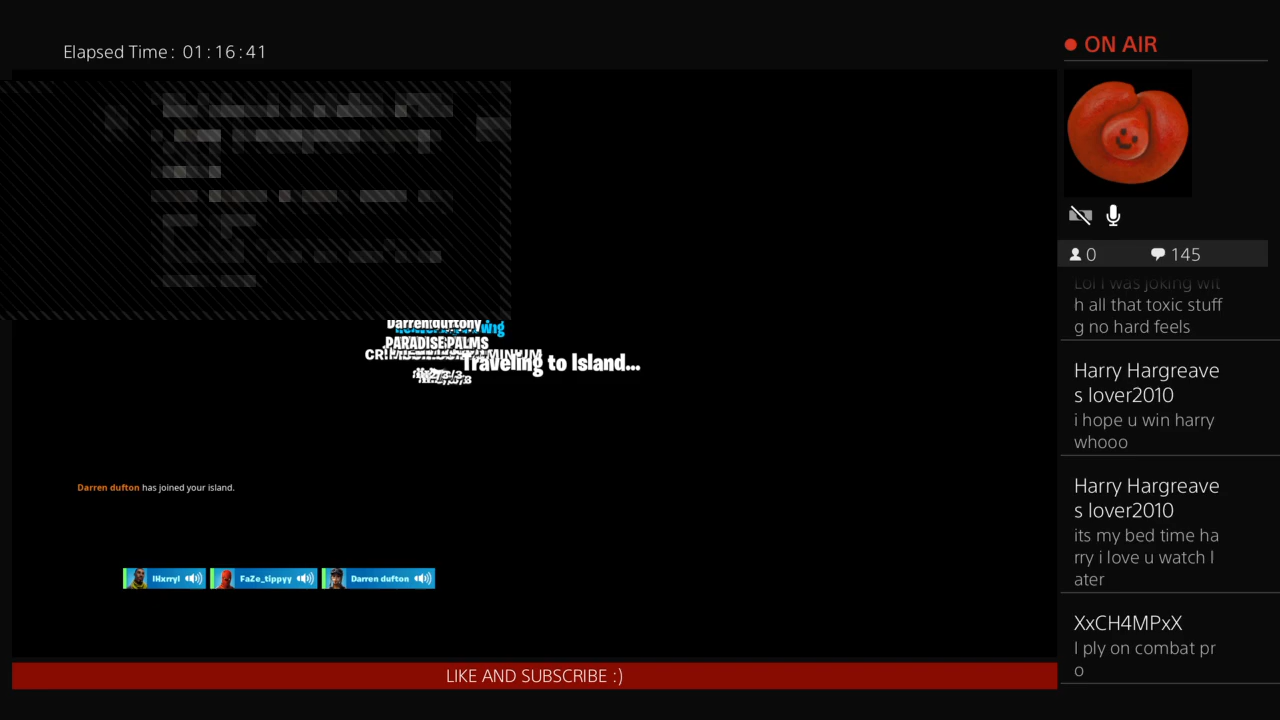 Elapsed Time: 01:16:41
ON AIR
0
145
Lol I was joking wit
h all that toxic stuff
g no hard feels
Harry Hargreave
s lover2010
i hope u win harry
whooo
Harry Hargreave
s lover2010
its my bed time ha
rry i love u watch l
ater
XxCH4MPxX
I ply on combat pr
o
PARADISE PALMS
Traveling to Island...
Darren dufton has joined your island.
lHxrryl
FaZe_tippyy
Darren dufton
LIKE AND SUBSCRIBE :)